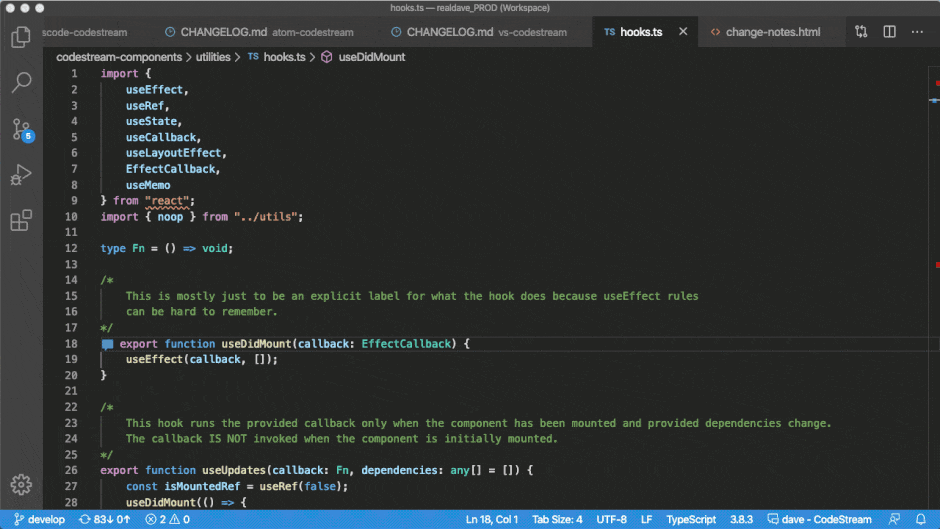 hooks.ts — realdave_PROD (Workspace)
scode-codestream CHANGELOG.md atom-codestream CHANGELOG.md vs-codestream TS hooks.ts × <> change-notes.html ...
codestream-components > utilities > TS hooks.ts > useDidMount
1 import {
2 useEffect,
3 useRef,
4 useState,
5 useCallback,
6 useLayoutEffect,
7 EffectCallback,
8 useMemo
9 } from "react";
10 import { noop } from "../utils";
11
12 type Fn = () => void;
13
14 /*
15 This is mostly just to be an explicit label for what the hook does because useEffect rules
16 can be hard to remember.
17 */
18 export function useDidMount(callback: EffectCallback) {
19 useEffect(callback, []);
20 }
21
22 /*
23 This hook runs the provided callback only when the component has been mounted and provided dependencies change.
24 The callback IS NOT invoked when the component is initially mounted.
25 */
26 export function useUpdates(callback: Fn, dependencies: any[] = []) {
27 const isMountedRef = useRef(false);
28 useDidMount(() => {
5
develop 83↓ 0↑ 2 0 Ln 18, Col 1 Tab Size: 4 UTF-8 LF TypeScript 3.8.3 dave - CodeStream